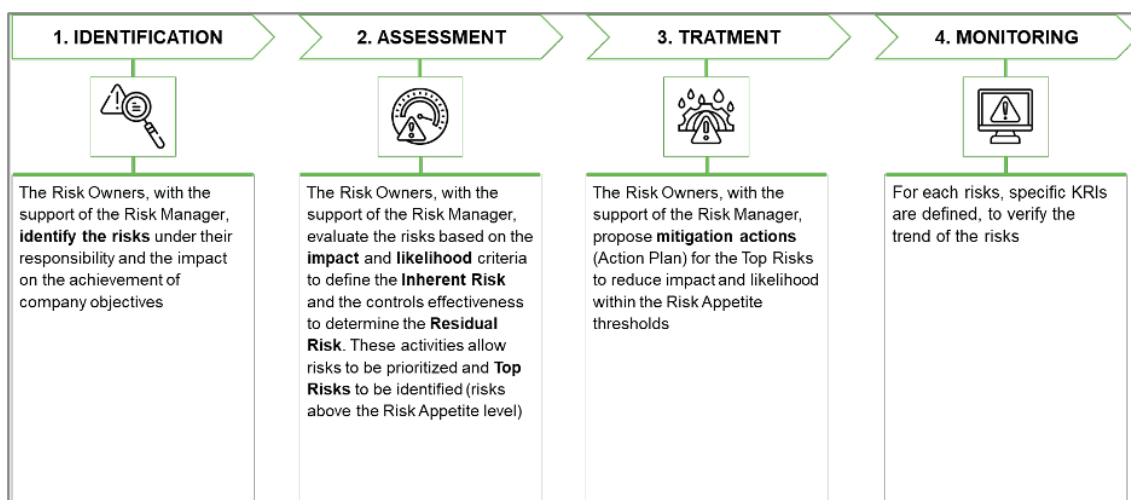 1. IDENTIFICATION
2. ASSESSMENT
3. TRATMENT
4. MONITORING
The Risk Owners, with the
support of the Risk Manager,
identify the risks under their
responsibility and the impact
on the achievement of
company objectives
The Risk Owners, with the
support of the Risk Manager,
evaluate the risks based on the
impact and likelihood criteria
to define the Inherent Risk
and the controls effectiveness
to determine the Residual
Risk. These activities allow
risks to be prioritized and Top
Risks to be identified (risks
above the Risk Appetite level)
The Risk Owners, with the
support of the Risk Manager,
propose mitigation actions
(Action Plan) for the Top Risks
to reduce impact and likelihood
within the Risk Appetite
thresholds
For each risks, specific KRIs
are defined, to verify the
trend of the risks